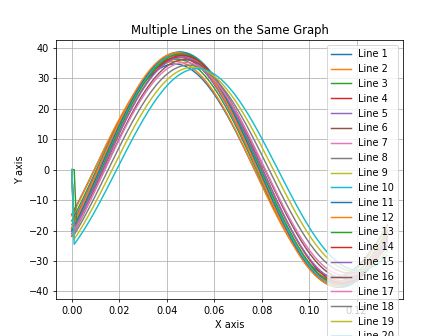 Multiple Lines on the Same Graph
Y axis
40
30
20
10
0
−10
−20
−30
−40
0.00
0.02
0.04
0.06
0.08
0.10
X axis
Line 1
Line 2
Line 3
Line 4
Line 5
Line 6
Line 7
Line 8
Line 9
Line 10
Line 11
Line 12
Line 13
Line 14
Line 15
Line 16
Line 17
Line 18
Line 19
Line 20